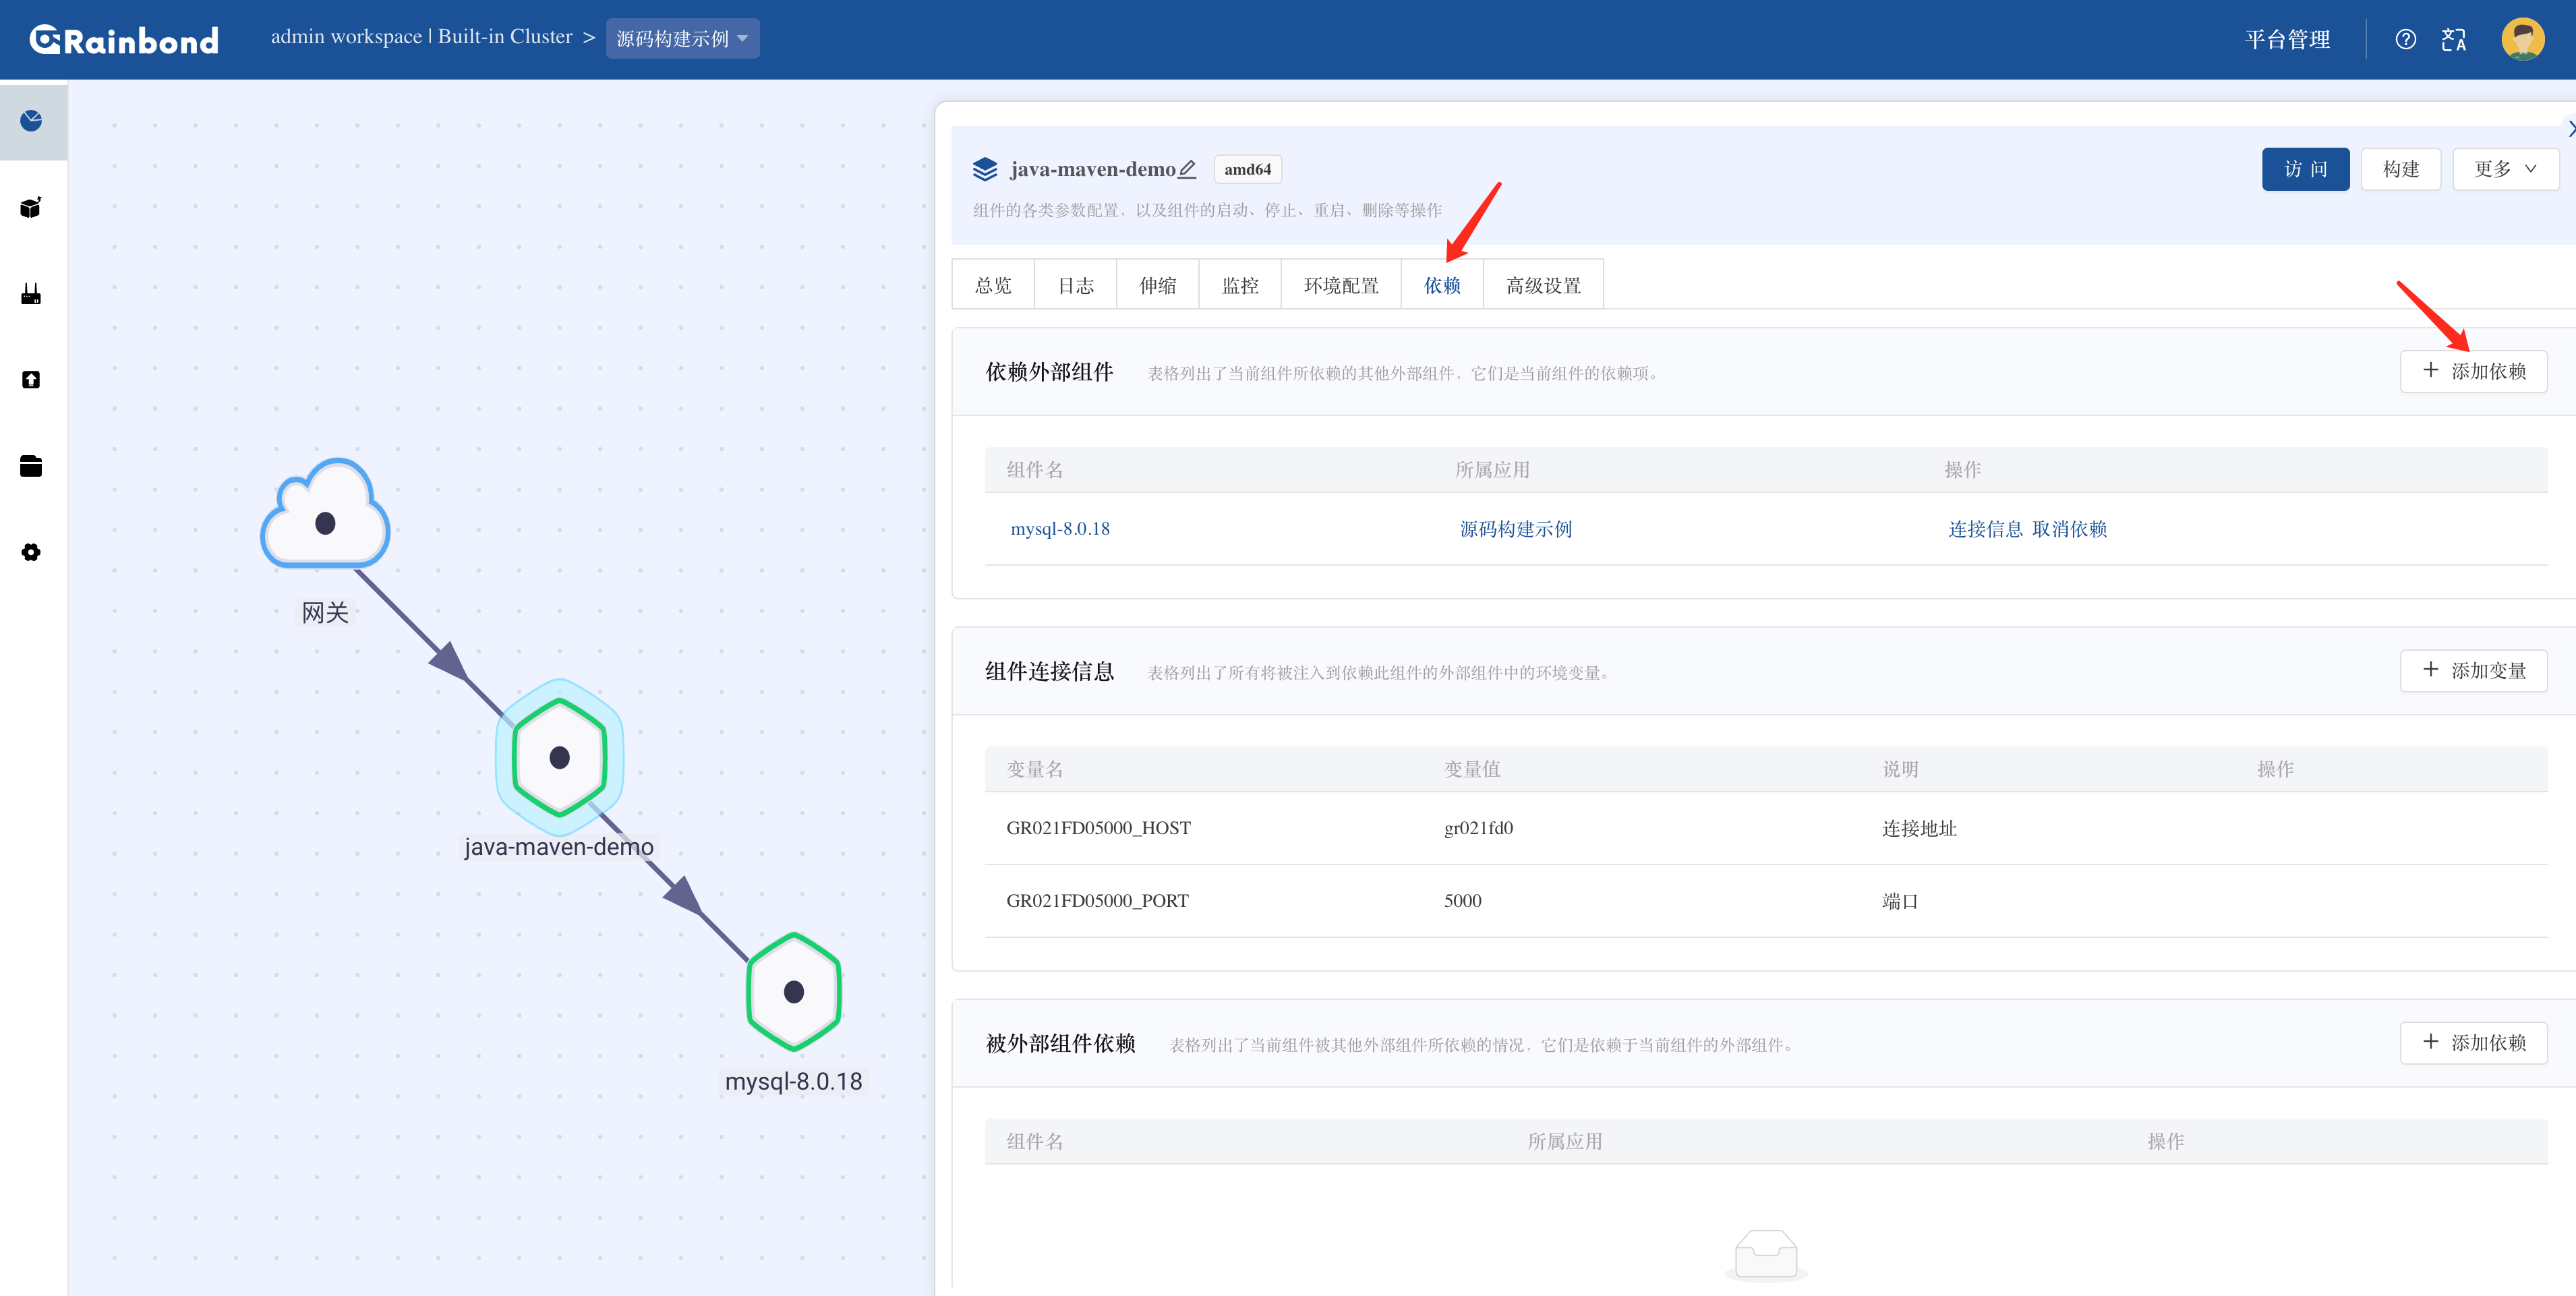 Rainbond
admin workspace | Built-in Cluster >
源码构建示例
平台管理
java-maven-demo
amd64
访 问
构建
更多
组件的各类参数配置，以及组件的启动、停止、重启、删除等操作
总览
日志
伸缩
监控
环境配置
依赖
高级设置
依赖外部组件
表格列出了当前组件所依赖的其他外部组件，它们是当前组件的依赖项。
+ 添加依赖
组件名
所属应用
操作
mysql-8.0.18
源码构建示例
连接信息 取消依赖
组件连接信息
表格列出了所有将被注入到依赖此组件的外部组件中的环境变量。
+ 添加变量
变量名
变量值
说明
操作
GR021FD05000_HOST
gr021fd0
连接地址
GR021FD05000_PORT
5000
端口
被外部组件依赖
表格列出了当前组件被其他外部组件所依赖的情况，它们是依赖于当前组件的外部组件。
+ 添加依赖
组件名
所属应用
操作
网关
java-maven-demo
mysql-8.0.18